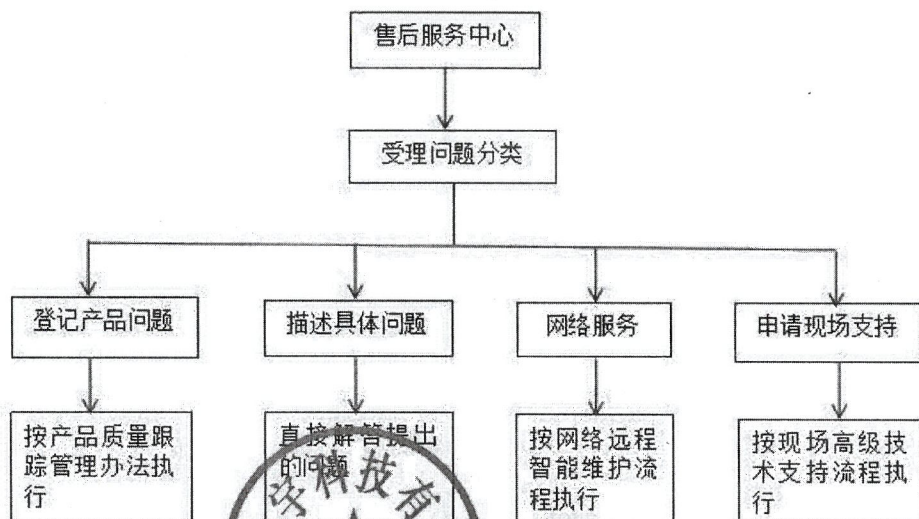 售后服务中心
受理问题分类
登记产品问题
描述具体问题
网络服务
申请现场支持
按产品质量跟
踪管理办法执
行
直接解答提出
的问题
按网络远程
智能维护流
程执行
按现场高级技
术支持流程执
行
科技有